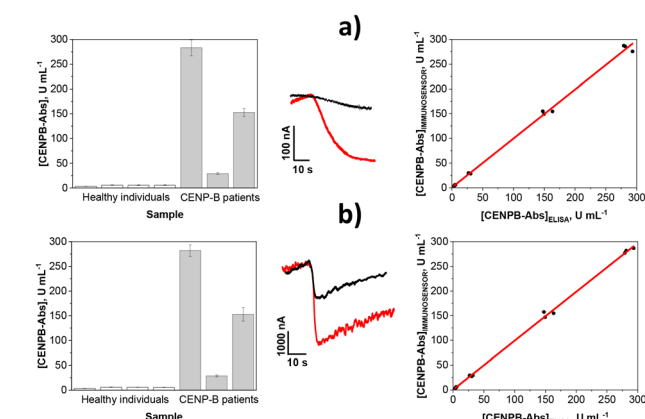 a)
300
250
200
150
100
50
0
[CENPB-Abs], U mL-1
Healthy individuals CENP-B patients
Sample
100 nA
10 s
300
250
200
150
100
50
0
[CENPB-Abs]IMMUNOSENSOR, U mL-1
0 50 100 150 200 250 300
[CENPB-Abs]ELISA, U mL-1
b)
300
250
200
150
100
50
0
[CENPB-Abs], U mL-1
Healthy individuals CENP-B patients
Sample
1000 nA
10 s
300
250
200
150
100
50
0
[CENPB-Abs]IMMUNOSENSOR, U mL-1
0 50 100 150 200 250 300
[CENPB-Abs] U mL-1